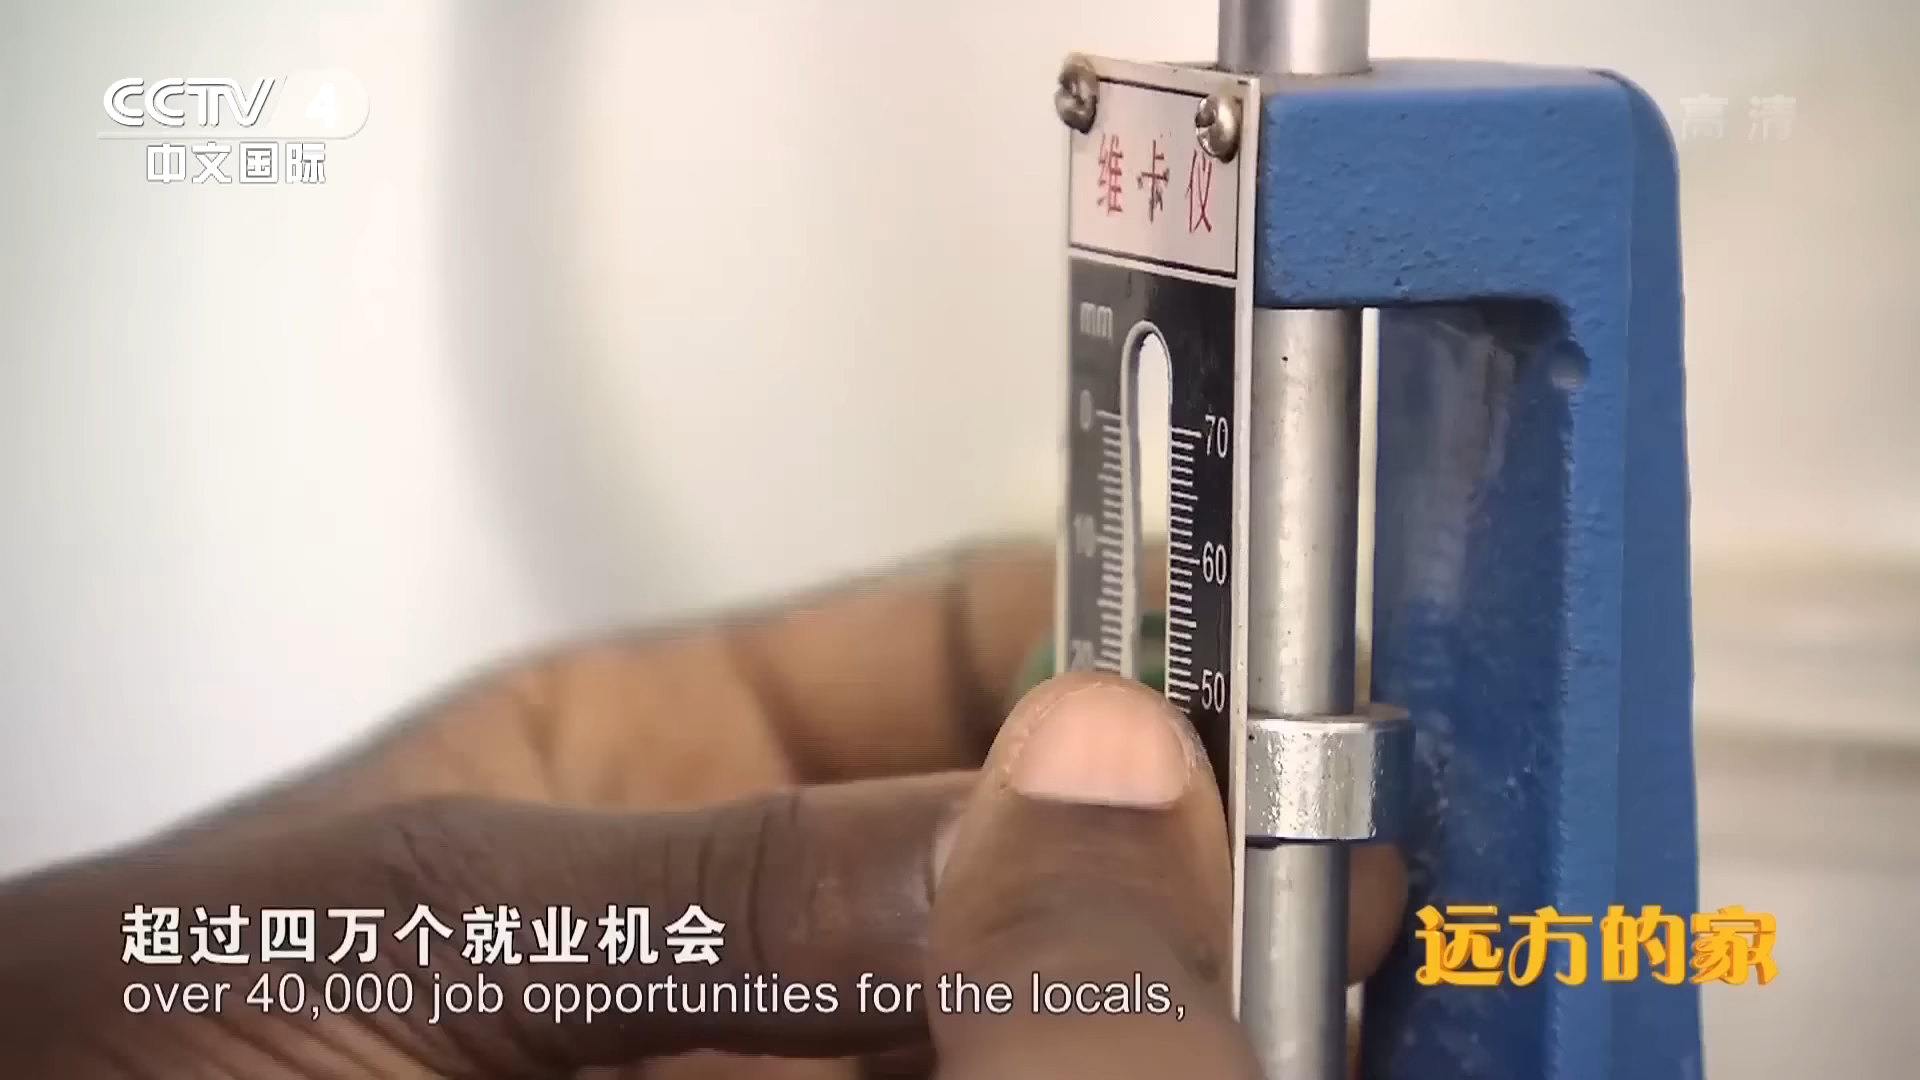 CCTV 4
中文国际
高清
维卡仪
mm
0
70
10
60
20
50
超过四万个就业机会
over 40,000 job opportunities for the locals,
远方的家